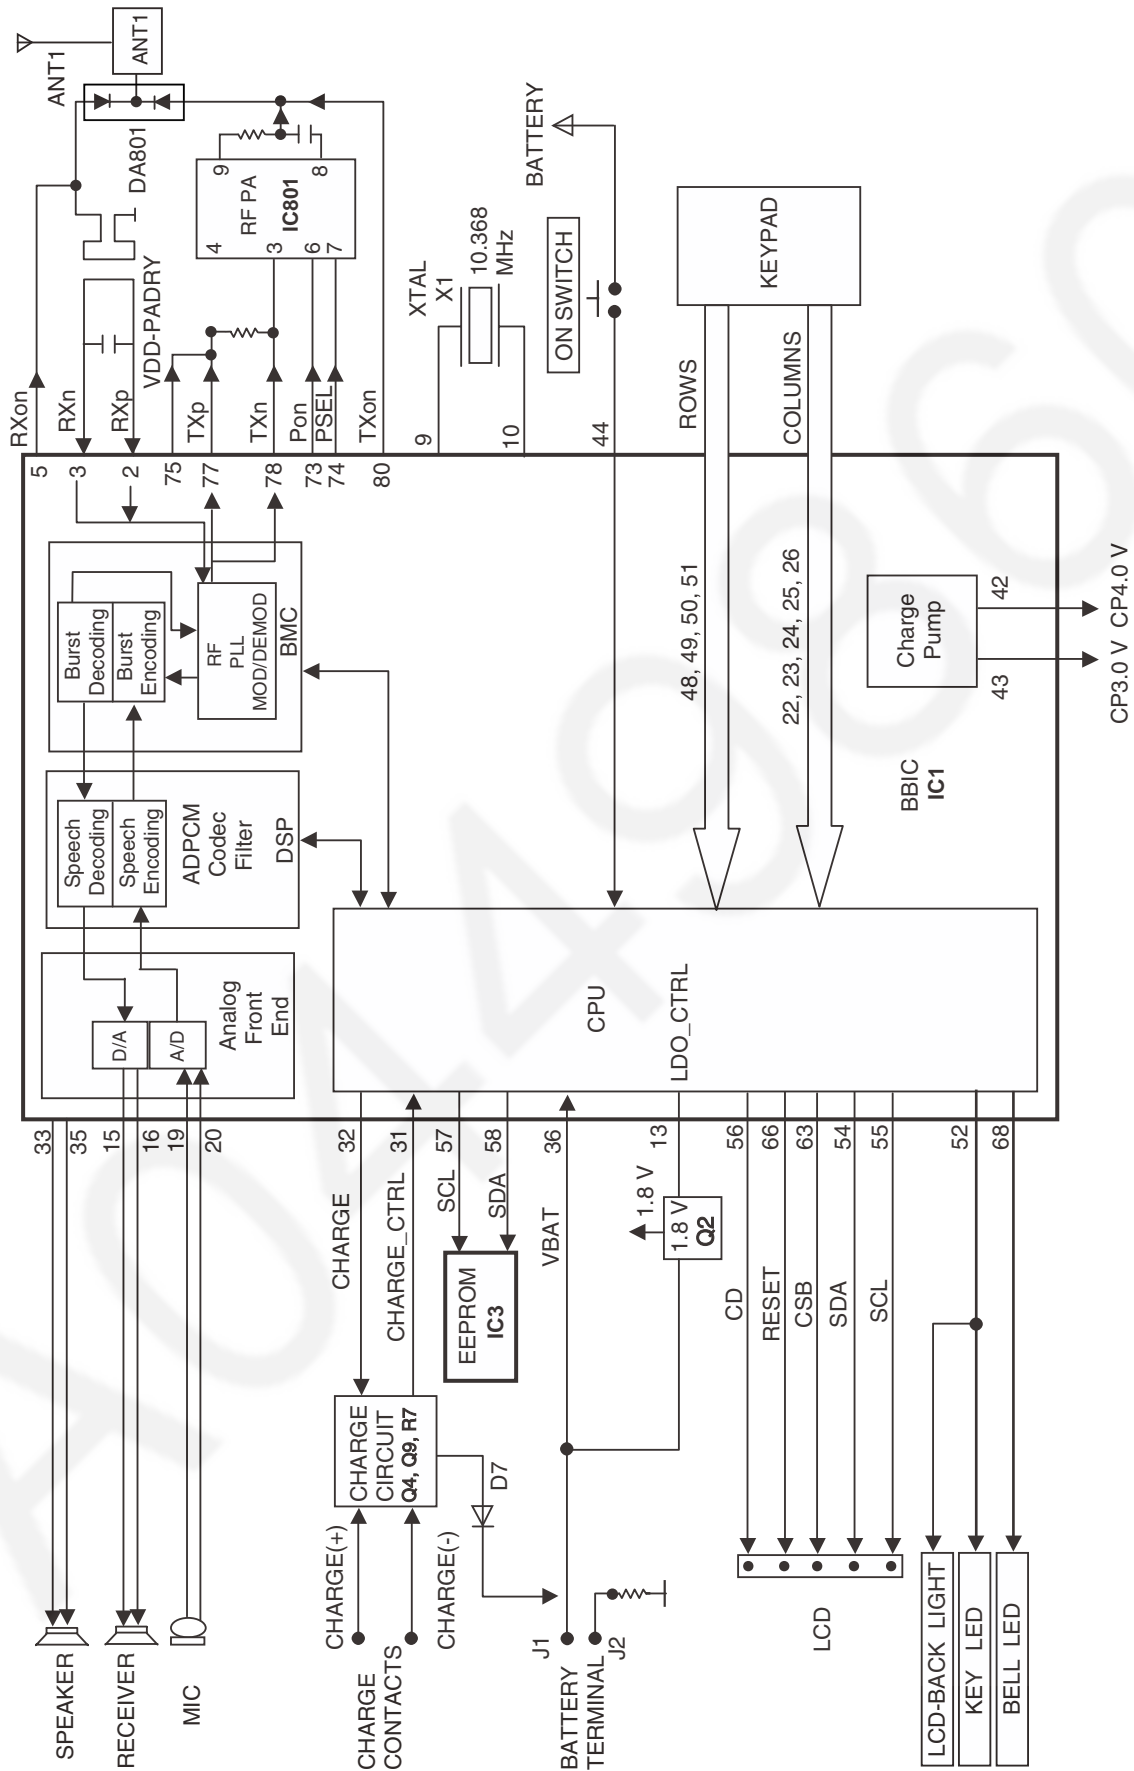 ANT1
ANT1
DA801
RXon
RXn
RXp
VDD-PADRY
TXp
TXn
Pon
PSEL
TXon
4
9
3
6
7
8
RF PA
IC801
BATTERY
XTAL
X1
10.368
MHz
ON SWITCH
KEYPAD
ROWS
COLUMNS
5
3
2
75
77
78
73
74
80
9
10
44
48, 49, 50, 51
22, 23, 24, 25, 26
Burst
Decoding
Burst
Encoding
RF
PLL
MOD/DEMOD
BMC
Speech
Decoding
Speech
Encoding
ADPCM
Codec
Filter
DSP
D/A
A/D
Analog
Front
End
CPU
LDO_CTRL
BBIC
IC1
Charge
Pump
43
42
CP3.0 V
CP4.0 V
33
35
15
16
19
20
32
31
57
58
36
13
56
66
63
54
55
52
68
SPEAKER
RECEIVER
MIC
CHARGE
CHARGE_CTRL
SCL
SDA
EEPROM
IC3
VBAT
1.8 V
1.8 V
Q2
CHARGE
CIRCUIT
Q4, Q9, R7
D7
CHARGE(+)
CHARGE(-)
CHARGE
CONTACTS
J1
J2
BATTERY
TERMINAL
CD
RESET
CSB
SDA
SCL
LCD
LCD-BACK LIGHT
KEY LED
BELL LED